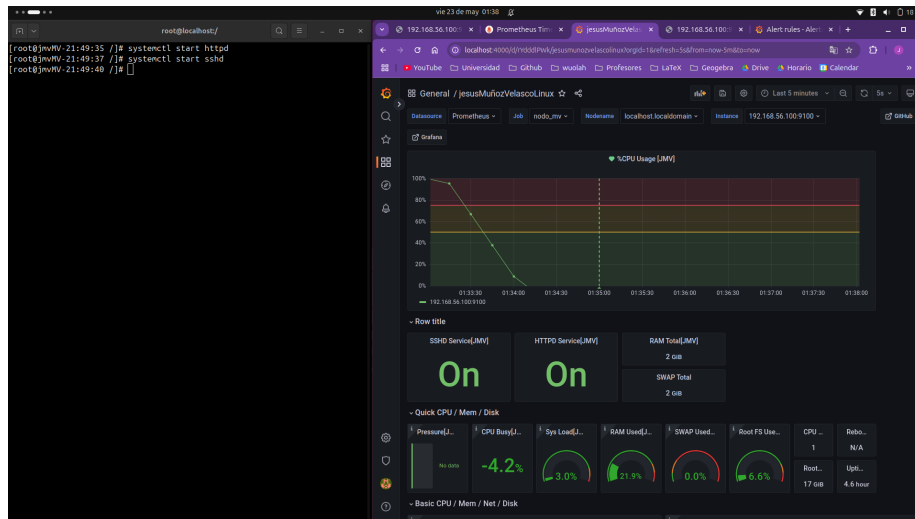 vie 23 de may 01:38
18
root@localhost:/
[root@jmvMV-21:49:35 /]# systemctl start httpd
[root@jmvMV-21:49:37 /]# systemctl start sshd
[root@jmvMV-21:49:40 /]#
192.168.56.100:
Prometheus Tim
jesusMuñozVelas
192.168.56.100:
Alert rules - Alert
localhost:4000/d/YdddlPWk/jesusmunozvelascolinux?orgId=1&refresh=5s&from=now-5m&to=now
YouTube Universidad Github wuolah Profesores LaTeX Geogebra Drive Horario Calendar »
General / jesusMuñozVelascoLinux
Last 5 minutes
5s
Datasource Prometheus Job nodo_mv Nodename localhost.localdomain Instance 192.168.56.100:9100
GitHub
Grafana
%CPU Usage [JMV]
100%
80%
60%
40%
20%
0%
01:33:30 01:34:00 01:34:30 01:35:00 01:35:30 01:36:00 01:36:30 01:37:00 01:37:30 01:38:00
192.168.56.100:9100
Row title
SSHD Service[JMV]
On
HTTPD Service[JMV]
On
RAM Total[JMV]
2 GiB
SWAP Total
2 GiB
Quick CPU / Mem / Disk
Pressure[J...
No data
CPU Busy[J...
-4.2%
Sys Load[J...
3.0%
RAM Used[J...
21.9%
SWAP Used...
0.0%
Root FS Use...
6.6%
CPU ...
1
Rebo...
N/A
Root...
17 GiB
Upti...
4.6 hour
Basic CPU / Mem / Net / Disk